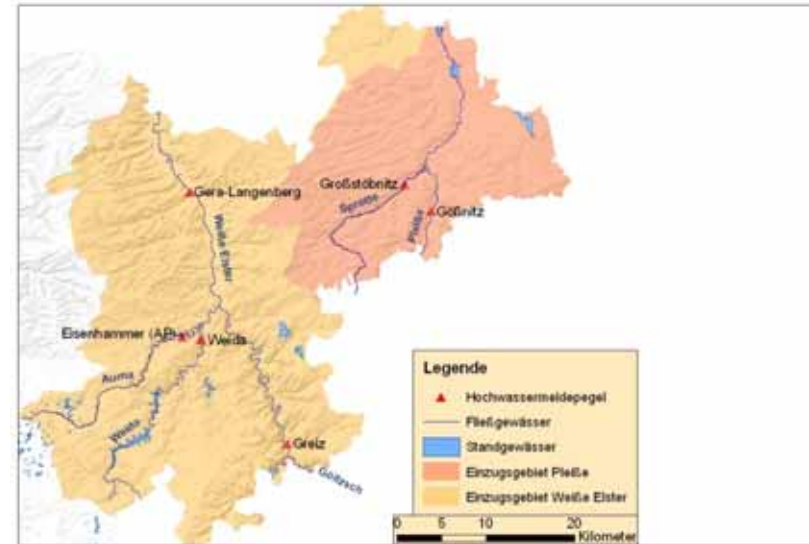 Großstöbnitz
Gera-Langenberg
Sprotte
Gößnitz
Pleiße
Weiße Elster
Eisenhammer (AP)
Weida
Auma
Weida
Greiz
Göltzsch
Legende
Hochwassermeldepegel
Fließgewässer
Standgewässer
Einzugsgebiet Pleiße
Einzugsgebiet Weiße Elster
0 5 10 20
Kilometer